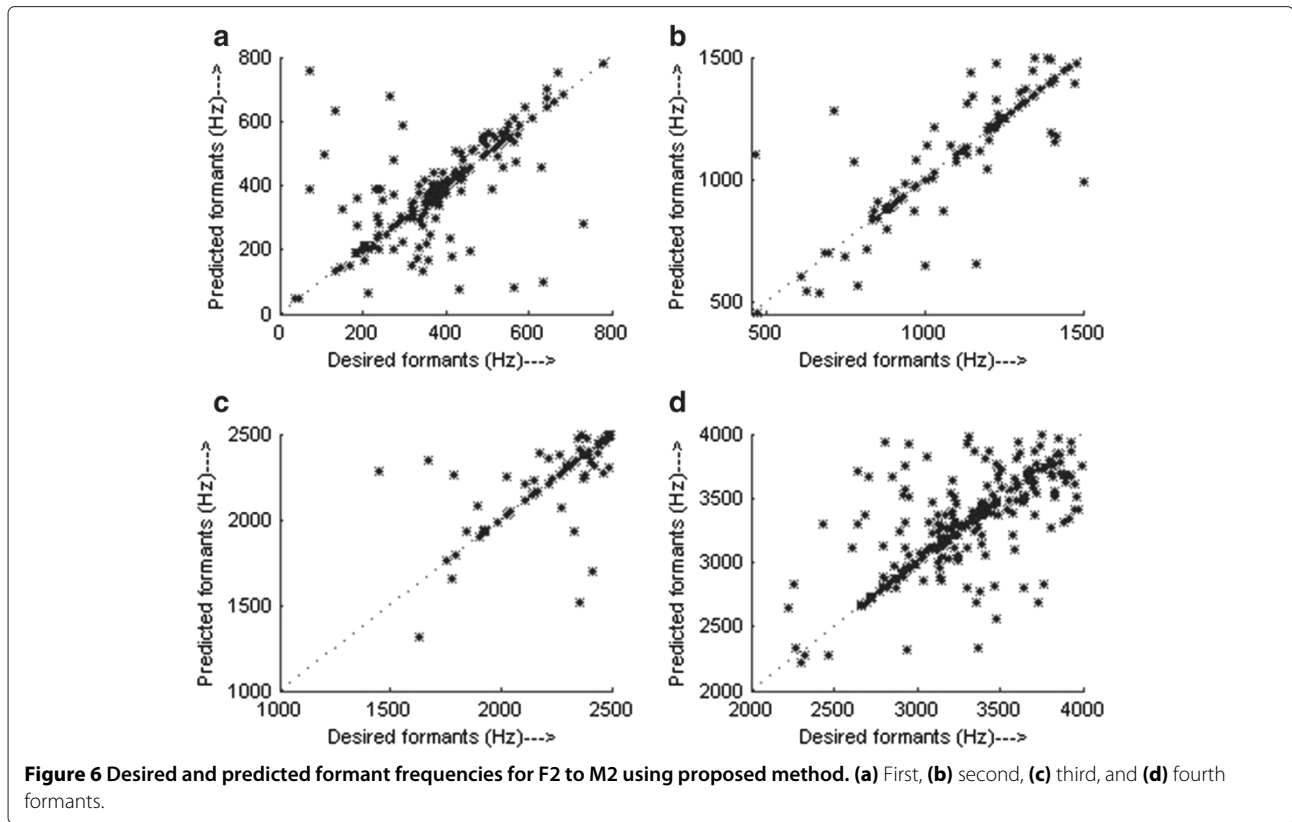 a
800
600
400
200
0
0 200 400 600 800
Predicted formants (Hz)--->
Desired formants (Hz)--->
b
1500
1000
500
500 1000 1500
Predicted formants (Hz)--->
Desired formants (Hz)--->
c
2500
2000
1500
1000
1000 1500 2000 2500
Predicted formants (Hz)--->
Desired formants (Hz)--->
d
4000
3500
3000
2500
2000
2000 2500 3000 3500 4000
Predicted formants (Hz)--->
Desired formants (Hz)--->
Figure 6 Desired and predicted formant frequencies for F2 to M2 using proposed method. (a) First, (b) second, (c) third, and (d) fourth
formants.